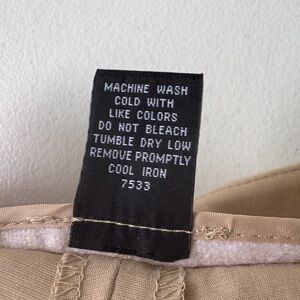 MACHINE WASH
COLD WITH
LIKE COLORS
DO NOT BLEACH
TUMBLE DRY LOW
REMOVE PROMPTLY
COOL IRON
7533